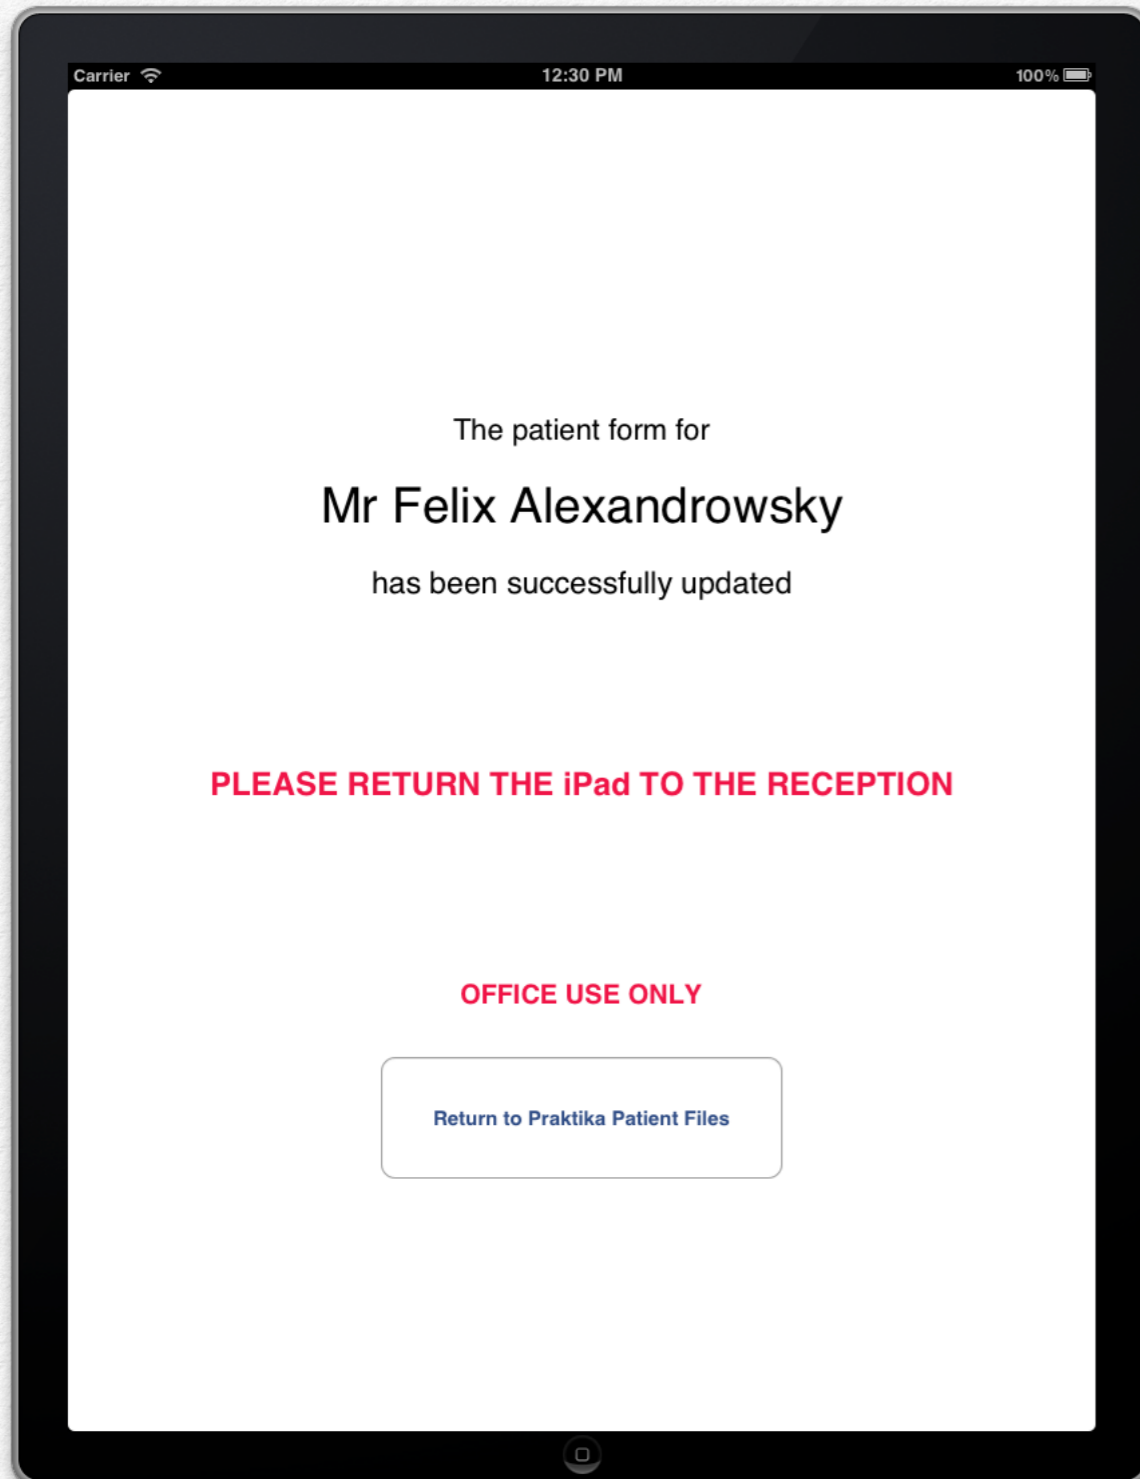 Carrier 12:30 PM 100%
The patient form for
Mr Felix Alexandrowsky
has been successfully updated
PLEASE RETURN THE iPad TO THE RECEPTION
OFFICE USE ONLY
Return to Praktika Patient Files